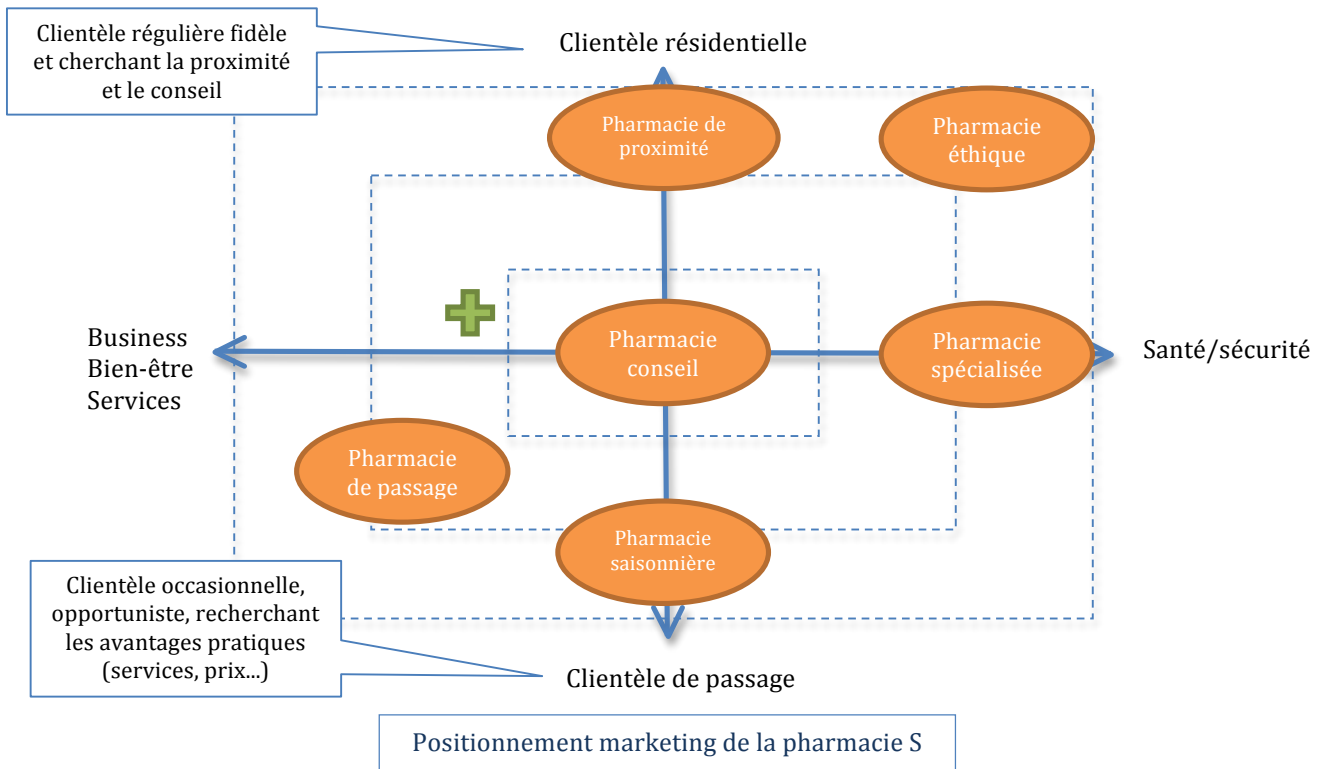 Clientèle régulière fidèle
et cherchant la proximité
et le conseil
Clientèle résidentielle
Pharmacie de
proximité
Pharmacie
éthique
Business
Bien-être
Services
Pharmacie
conseil
Pharmacie
spécialisée
Santé/sécurité
Pharmacie
de passage
Pharmacie
saisonnière
Clientèle occasionnelle,
opportuniste, recherchant
les avantages pratiques
(services, prix...)
Clientèle de passage
Positionnement marketing de la pharmacie S